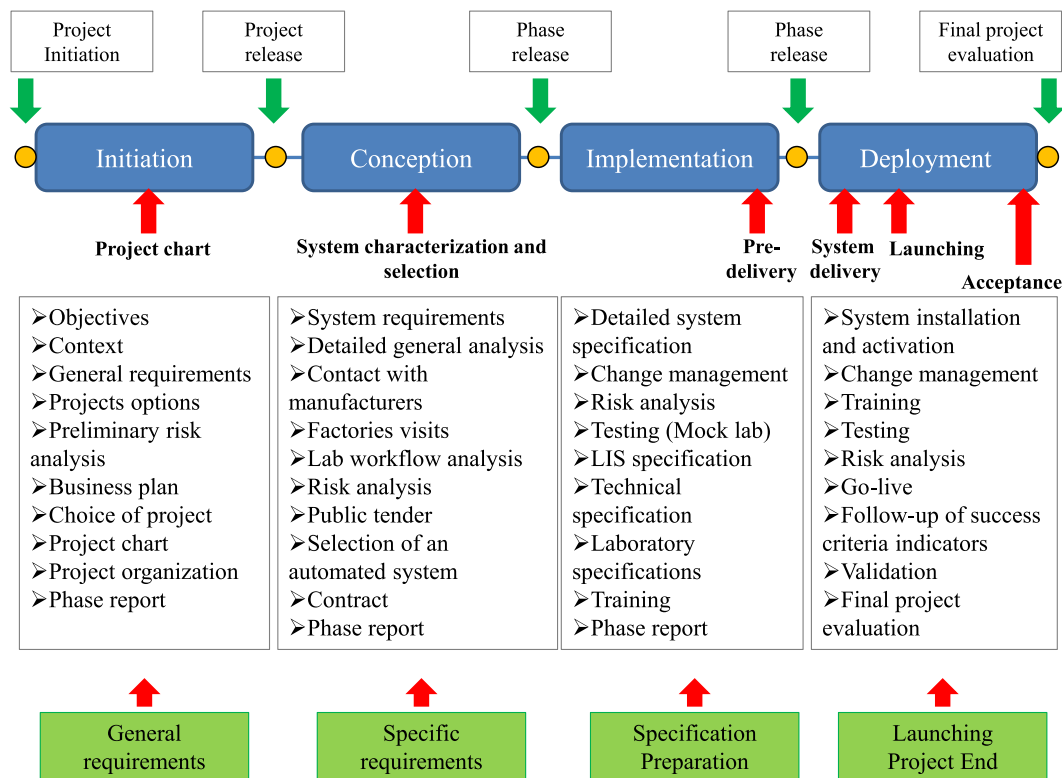 Project
Initiation
Project
release
Phase
release
Phase
release
Final project
evaluation
Initiation
Conception
Implementation
Deployment
Project chart
System characterization and
selection
Pre-
delivery
System
delivery
Launching
Acceptance
➢Objectives
➢Context
➢General requirements
➢Projects options
➢Preliminary risk
analysis
➢Business plan
➢Choice of project
➢Project chart
➢Project organization
➢Phase report
➢System requirements
➢Detailed general analysis
➢Contact with
manufacturers
➢Factories visits
➢Lab workflow analysis
➢Risk analysis
➢Public tender
➢Selection of an
automated system
➢Contract
➢Phase report
➢Detailed system
specification
➢Change management
➢Risk analysis
➢Testing (Mock lab)
➢LIS specification
➢Technical
specification
➢Laboratory
specifications
➢Training
➢Phase report
➢System installation
and activation
➢Change management
➢Training
➢Testing
➢Risk analysis
➢Go-live
➢Follow-up of success
criteria indicators
➢Validation
➢Final project
evaluation
General
requirements
Specific
requirements
Specification
Preparation
Launching
Project End